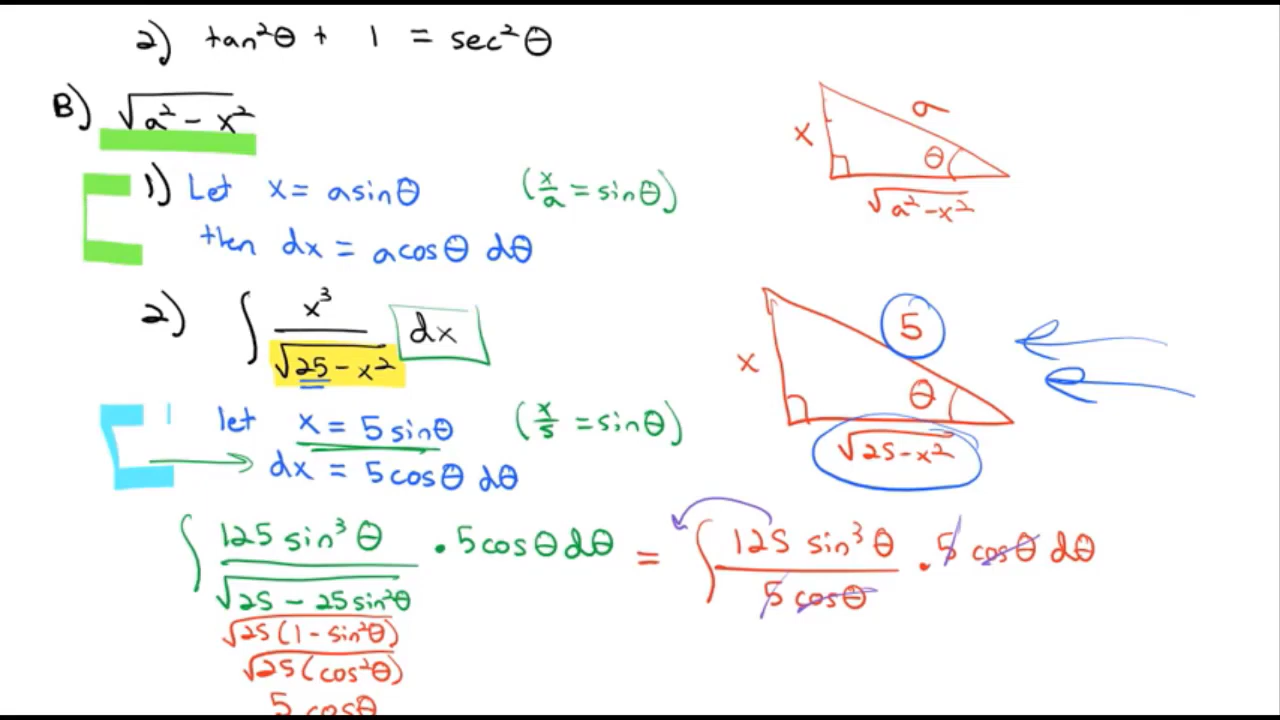 2) tan²θ + 1 = sec²θ
B) √(a² - x²)
x
a
θ
√(a² - x²)
1) Let x = a sinθ (x/a = sinθ)
then dx = a cosθ dθ
2) ∫ x³/√(25 - x²) dx
x
5
θ
√(25 - x²)
let x = 5 sinθ (x/5 = sinθ)
dx = 5 cosθ dθ
∫ 125 sin³θ/√(25 - 25 sin²θ) · 5 cosθ dθ = ∫ 125 sin³θ/5 cosθ · 5 cosθ dθ
√(25(1 - sin²θ))
√(25(cos²θ))
5 cosθ